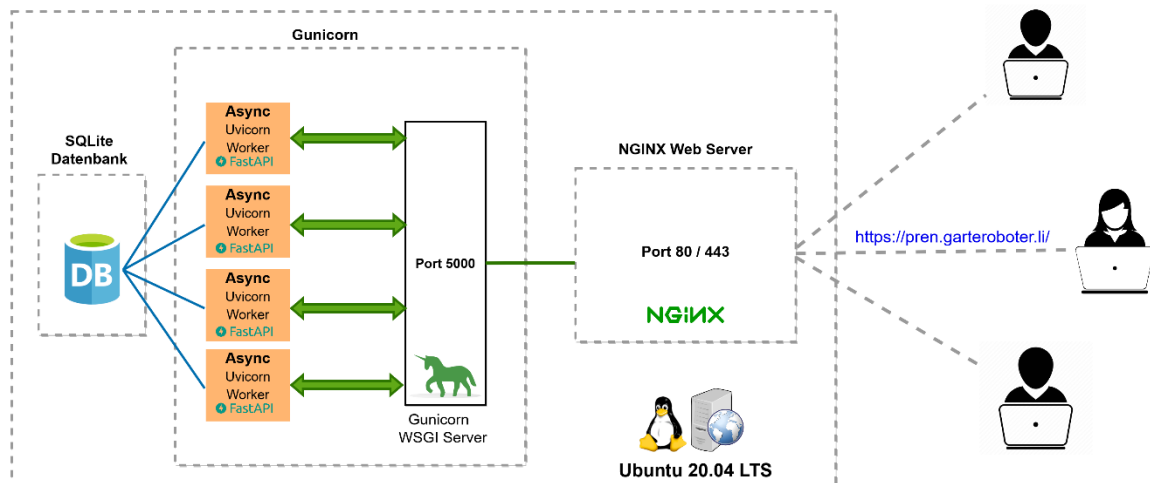 Gunicorn
SQLite
Datenbank
DB
Async
Uvicorn
Worker
FastAPI
Async
Uvicorn
Worker
FastAPI
Async
Uvicorn
Worker
FastAPI
Async
Uvicorn
Worker
FastAPI
Port 5000
Gunicorn
WSGI Server
NGINX Web Server
Port 80 / 443
NGINX
Ubuntu 20.04 LTS
https://pren.garteroboter.li/